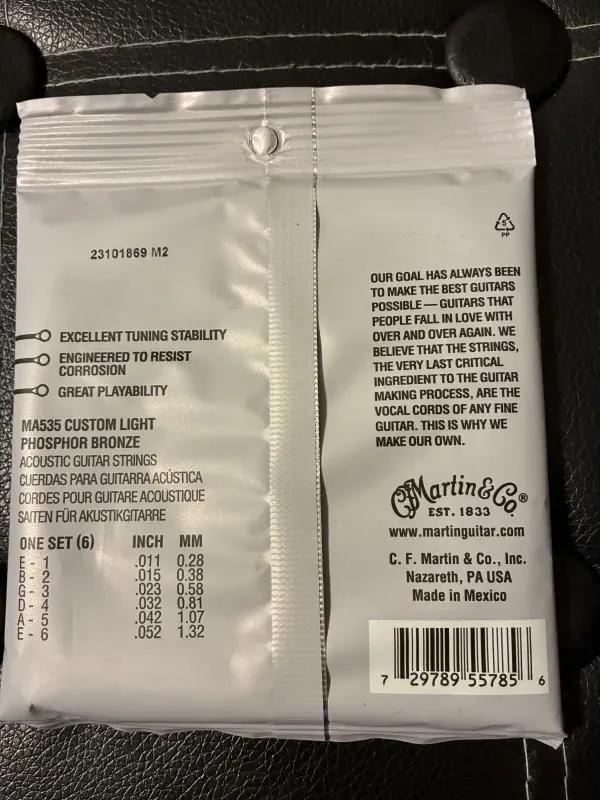 23101869 M2
EXCELLENT TUNING STABILITY
ENGINEERED TO RESIST
CORROSION
GREAT PLAYABILITY
MA535 CUSTOM LIGHT
PHOSPHOR BRONZE
ACOUSTIC GUITAR STRINGS
CUERDAS PARA GUITARRA ACÚSTICA
CORDES POUR GUITARE ACOUSTIQUE
SAITEN FÜR AKUSTIKGITARRE
ONE SET (6) INCH MM
E - 1 .011 0.28
B - 2 .015 0.38
G - 3 .023 0.58
D - 4 .032 0.81
A - 5 .042 1.07
E - 6 .052 1.32
5
PP
OUR GOAL HAS ALWAYS BEEN
TO MAKE THE BEST GUITARS
POSSIBLE — GUITARS THAT
PEOPLE FALL IN LOVE WITH
OVER AND OVER AGAIN. WE
BELIEVE THAT THE STRINGS,
THE VERY LAST CRITICAL
INGREDIENT TO THE GUITAR
MAKING PROCESS, ARE THE
VOCAL CORDS OF ANY FINE
GUITAR. THIS IS WHY WE
MAKE OUR OWN.
CF Martin & Co.®
EST. 1833
www.martinguitar.com
C. F. Martin & Co., Inc.
Nazareth, PA USA
Made in Mexico
7 29789 55785 6